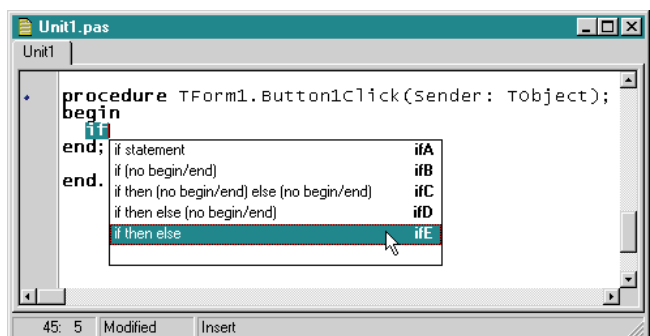 Unit1.pas
Unit1
procedure TForm1.Button1Click(Sender: TObject);
begin
if
end;
end.
if statement ifA
if (no begin/end) ifB
if then (no begin/end) else (no begin/end) ifC
if then else (no begin/end) ifD
if then else ifE
45: 5 Modified Insert